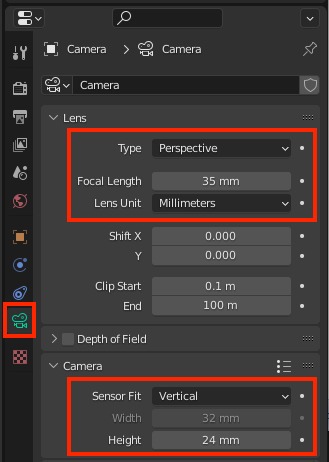 Camera > Camera
Camera
Lens
Type Perspective
Focal Length 35 mm
Lens Unit Millimeters
Shift X 0.000
Y 0.000
Clip Start 0.1 m
End 100 m
Depth of Field
Camera
Sensor Fit Vertical
Width 32 mm
Height 24 mm